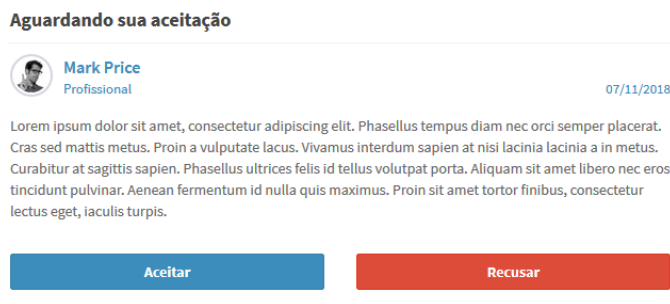 Aguardando sua aceitação
Mark Price
Profissional
07/11/2018
Lorem ipsum dolor sit amet, consectetur adipiscing elit. Phasellus tempus diam nec orci semper placerat.
Cras sed mattis metus. Proin a vulputate lacus. Vivamus interdum sapien at nisi lacinia lacinia a in metus.
Curabitur at sagittis sapien. Phasellus ultrices felis id tellus volutpat porta. Aliquam sit amet libero nec eros
tincidunt pulvinar. Aenean fermentum id nulla quis maximus. Proin sit amet tortor finibus, consectetur
lectus eget, iaculis turpis.
Aceitar
Recusar